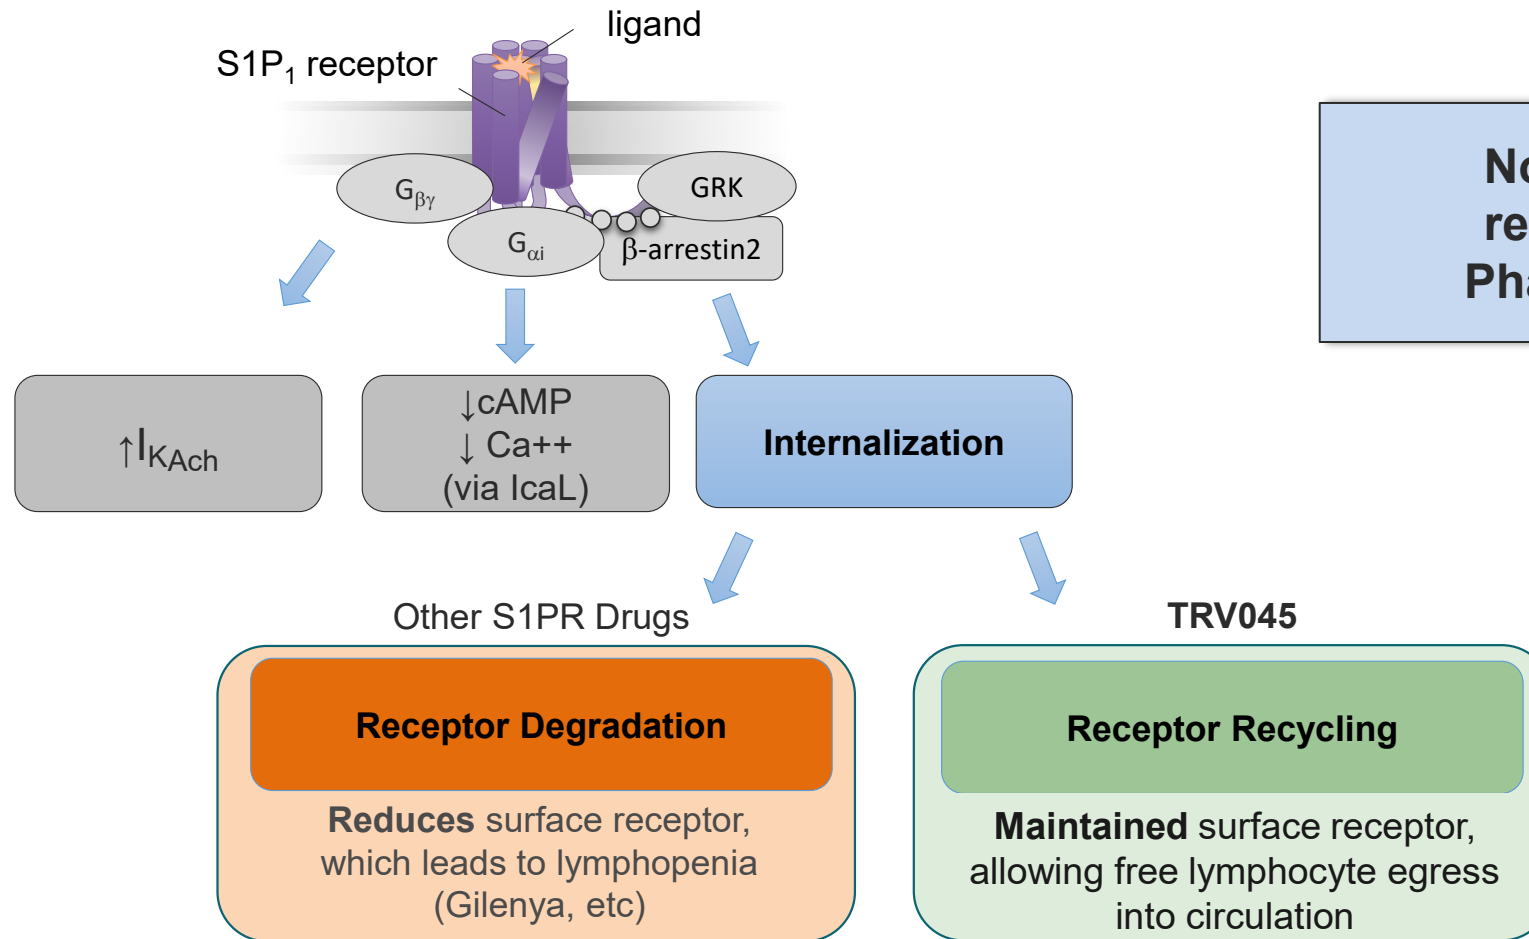 ligand
S1P₁ receptor
Gβγ
GRK
Gαi
β-arrestin2
↑IKAch
↓cAMP
↓ Ca++
(via IcaL)
Internalization
Other S1PR Drugs
TRV045
Receptor Degradation
Receptor Recycling
Reduces surface receptor,
which leads to lymphopenia
(Gilenya, etc)
Maintained surface receptor,
allowing free lymphocyte egress
into circulation